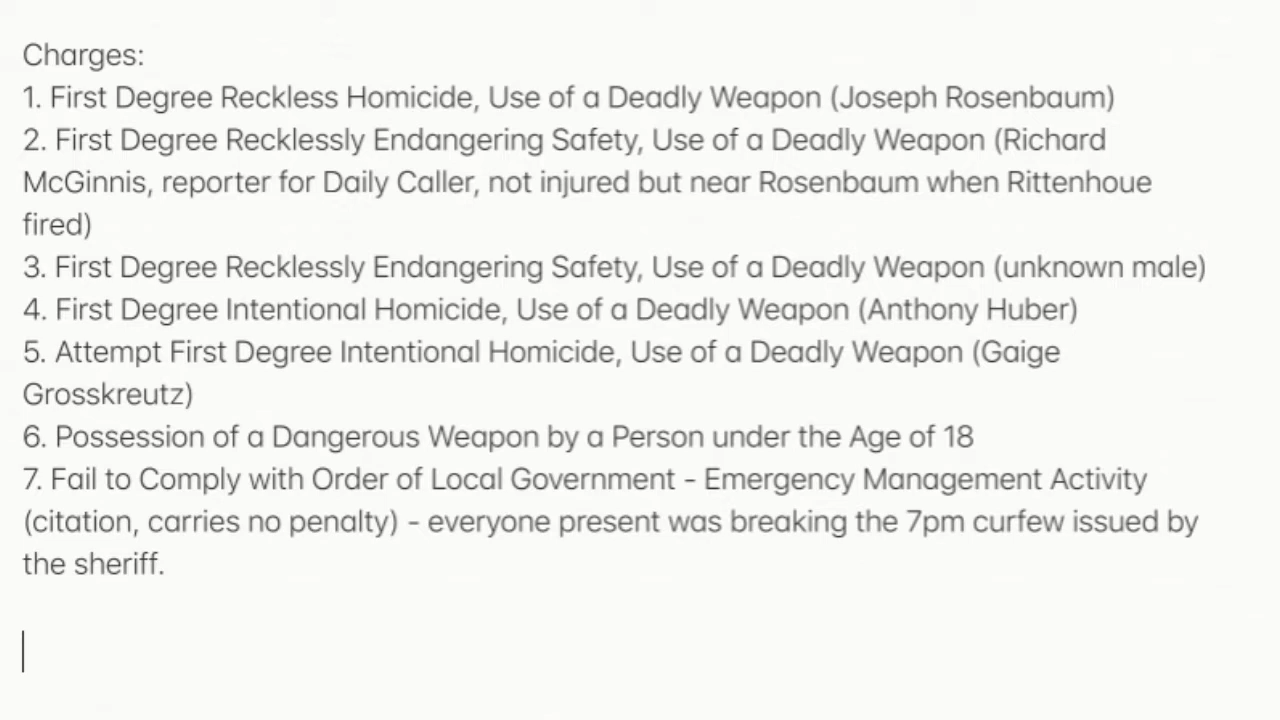 Charges:
1. First Degree Reckless Homicide, Use of a Deadly Weapon (Joseph Rosenbaum)
2. First Degree Recklessly Endangering Safety, Use of a Deadly Weapon (Richard
McGinnis, reporter for Daily Caller, not injured but near Rosenbaum when Rittenhoue
fired)
3. First Degree Recklessly Endangering Safety, Use of a Deadly Weapon (unknown male)
4. First Degree Intentional Homicide, Use of a Deadly Weapon (Anthony Huber)
5. Attempt First Degree Intentional Homicide, Use of a Deadly Weapon (Gaige
Grosskreutz)
6. Possession of a Dangerous Weapon by a Person under the Age of 18
7. Fail to Comply with Order of Local Government - Emergency Management Activity
(citation, carries no penalty) - everyone present was breaking the 7pm curfew issued by
the sheriff.